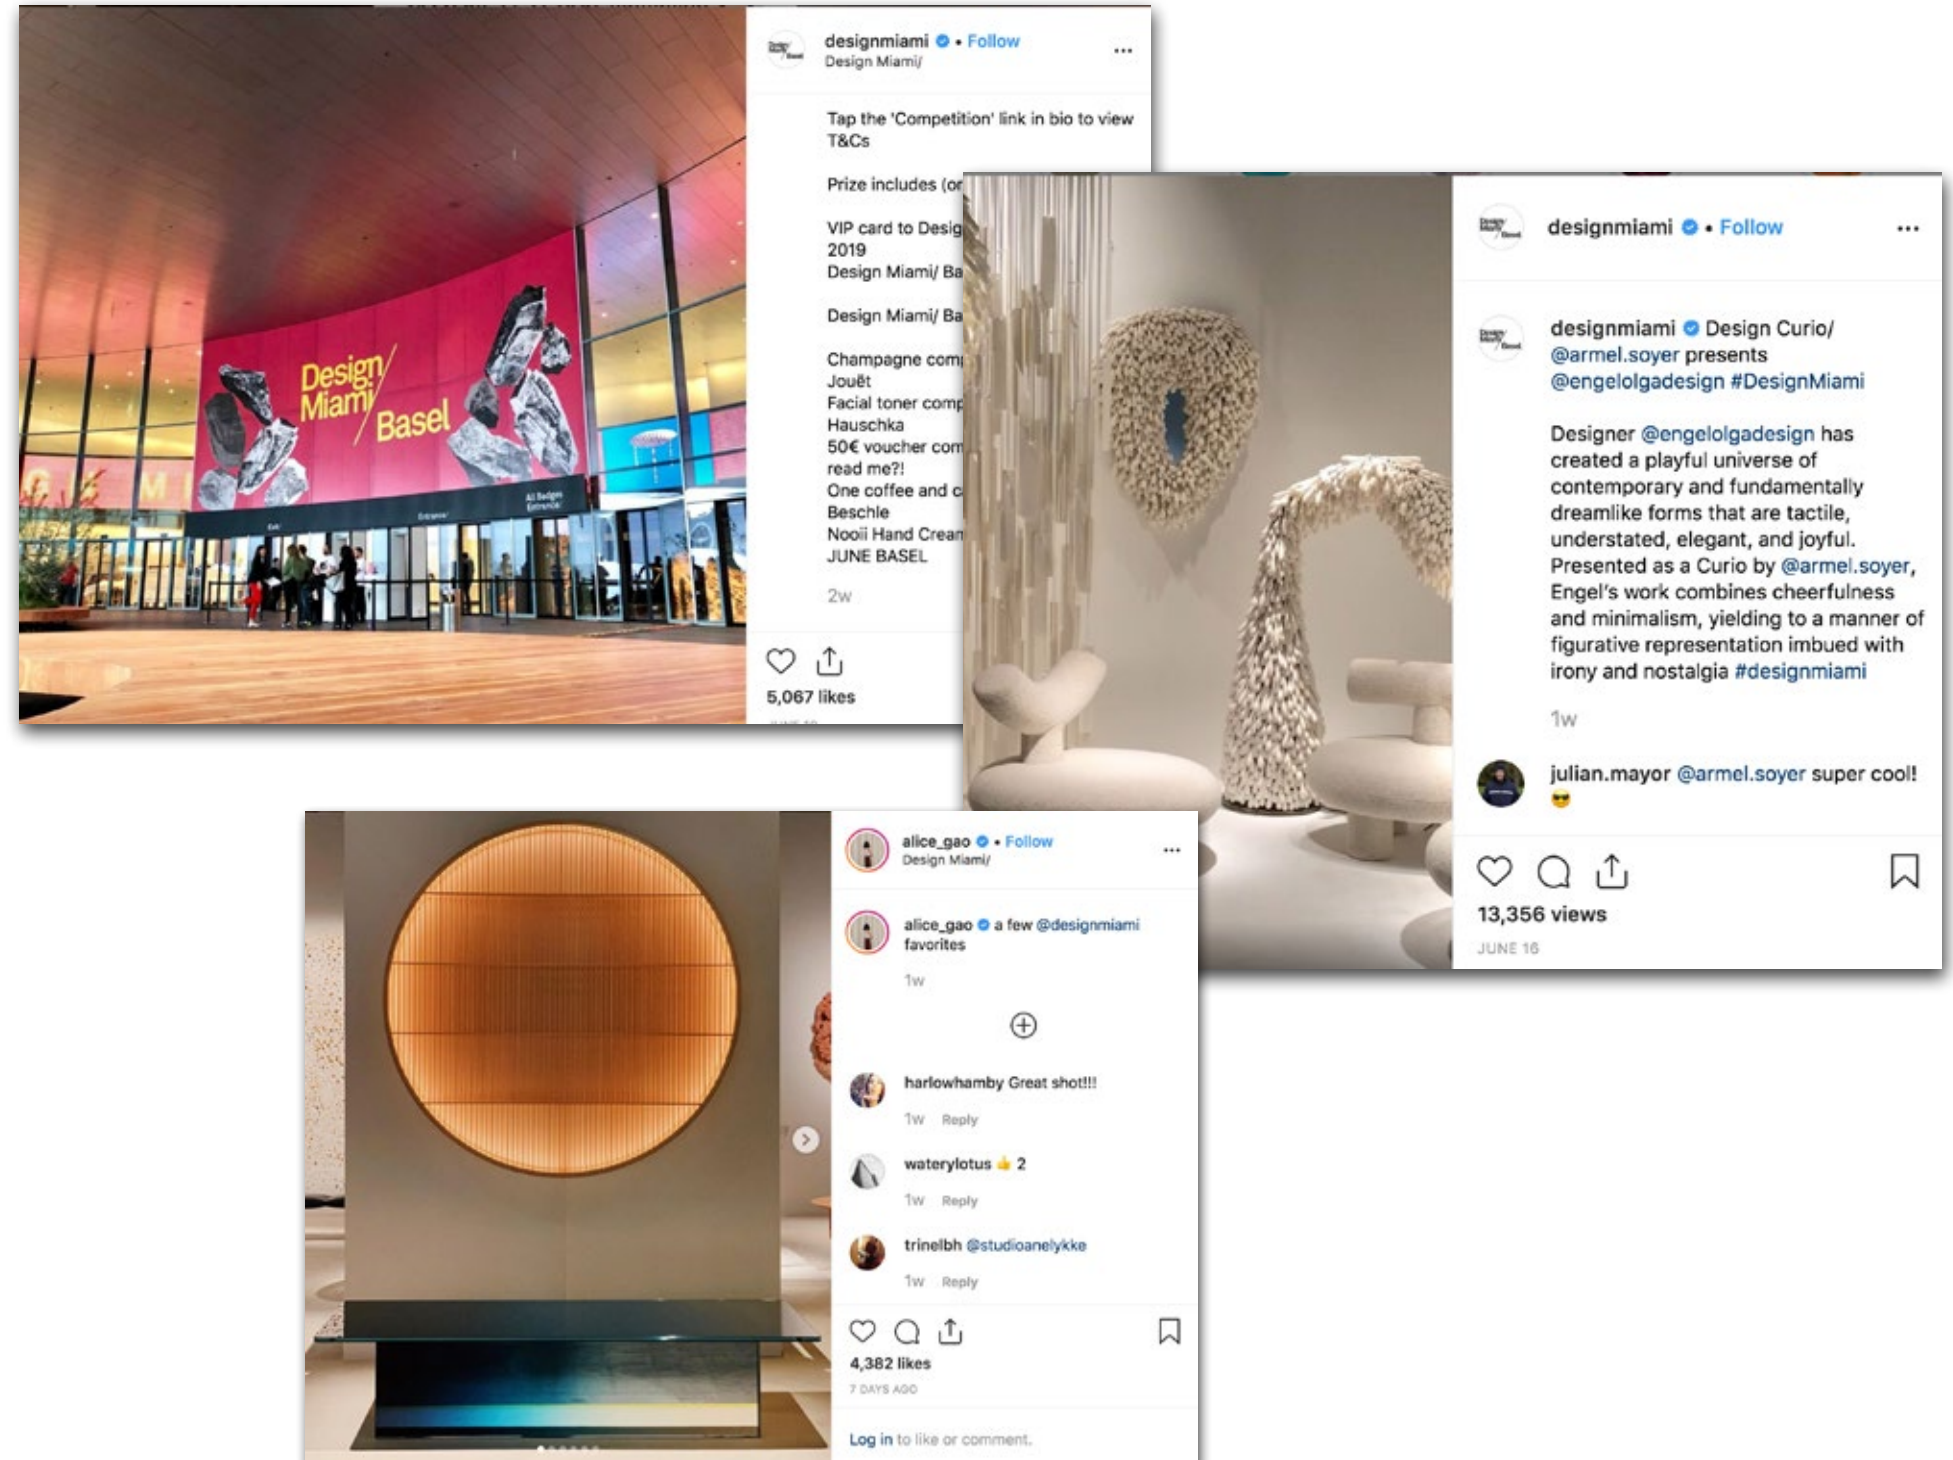 designmiami • Follow
Design Miami/
Tap the 'Competition' link in bio to view
T&Cs
Prize includes
VIP card to
2019
Design Miami/
Design Miami/
Champagne
Jouët
Facial toner
Hauschka
50€ voucher
read me?!
One coffee and
Beschle
Nooii Hand
JUNE BASEL
2w
5,067 likes
Design/
Miami/
/Basel
Exit
Entrance
All Badges
Entrance
designmiami • Follow
designmiami Design Curio/
@armel.soyer presents
@engelolgadesign #DesignMiami
Designer @engelolgadesign has
created a playful universe of
contemporary and fundamentally
dreamlike forms that are tactile,
understated, elegant, and joyful.
Presented as a Curio by @armel.soyer,
Engel's work combines cheerfulness
and minimalism, yielding to a manner of
figurative representation imbued with
irony and nostalgia #designmiami
1w
julian.mayor @armel.soyer super cool!
😎
13,356 views
JUNE 16
alice_gao • Follow
Design Miami/
alice_gao a few @designmiami
favorites
1w
harlowhamby Great shot!!!
1w Reply
waterylotus 👍 2
1w Reply
trinelbh @studioanelykke
1w Reply
4,382 likes
7 DAYS AGO
Log in to like or comment.